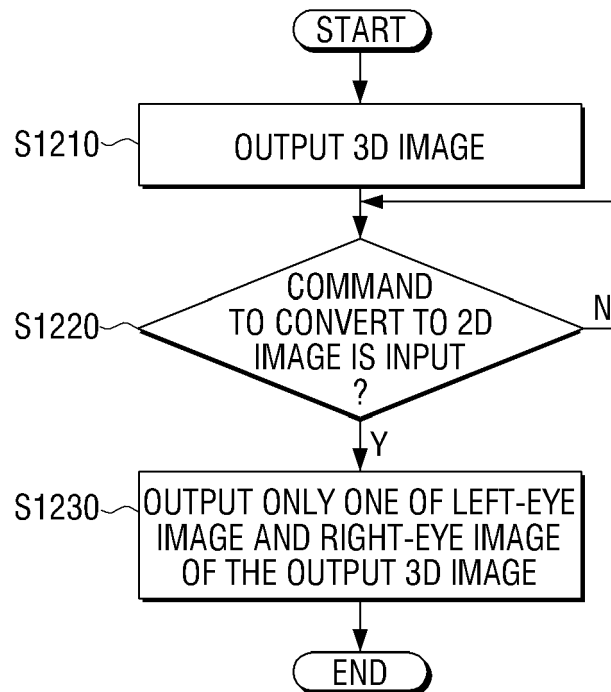 START
S1210
OUTPUT 3D IMAGE
S1220
COMMAND
TO CONVERT TO 2D
IMAGE IS INPUT
?
N
Y
S1230
OUTPUT ONLY ONE OF LEFT-EYE
IMAGE AND RIGHT-EYE IMAGE
OF THE OUTPUT 3D IMAGE
END